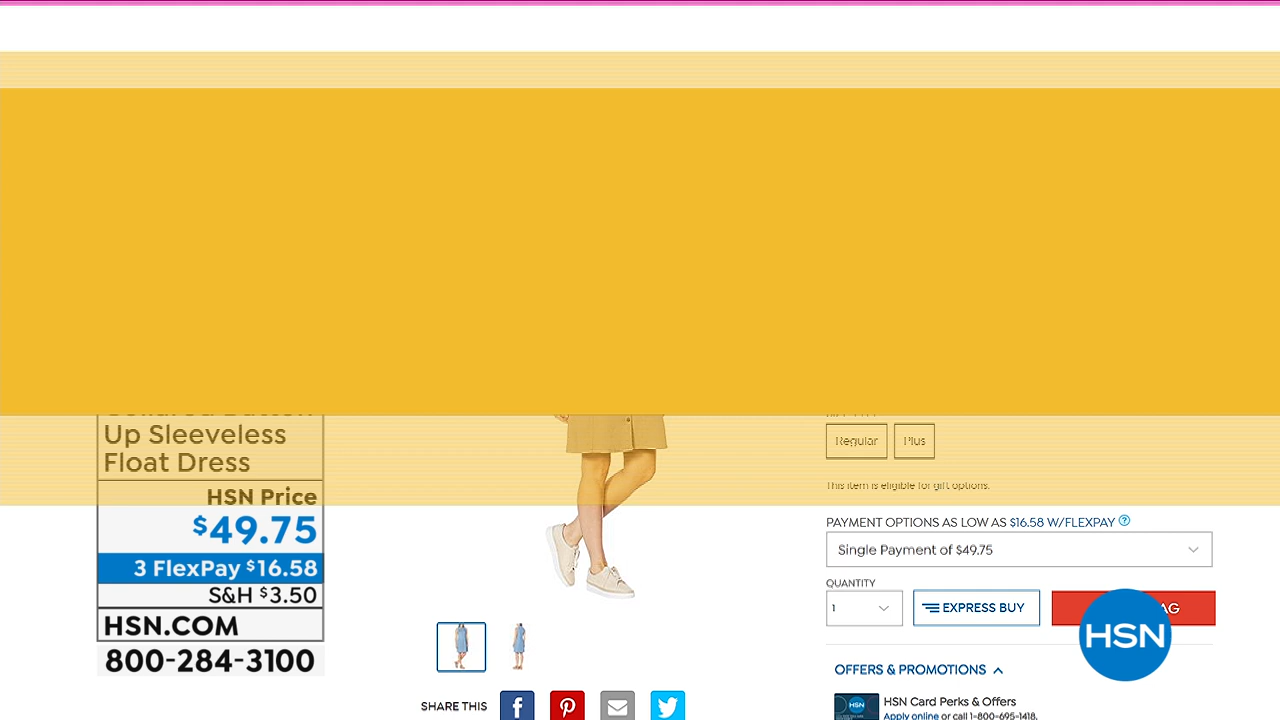 Up Sleeveless
Float Dress
HSN Price
$49.75
3 FlexPay $16.58
S&H $3.50
HSN.COM
800-284-3100
SHARE THIS
Regular
Plus
This item is eligible for gift options.
PAYMENT OPTIONS AS LOW AS $16.58 W/FLEXPAY ?
Single Payment of $49.75
QUANTITY
1
EXPRESS BUY
AG
HSN
OFFERS & PROMOTIONS
HSN
HSN Card Perks & Offers
Apply online or call 1-800-695-1418.